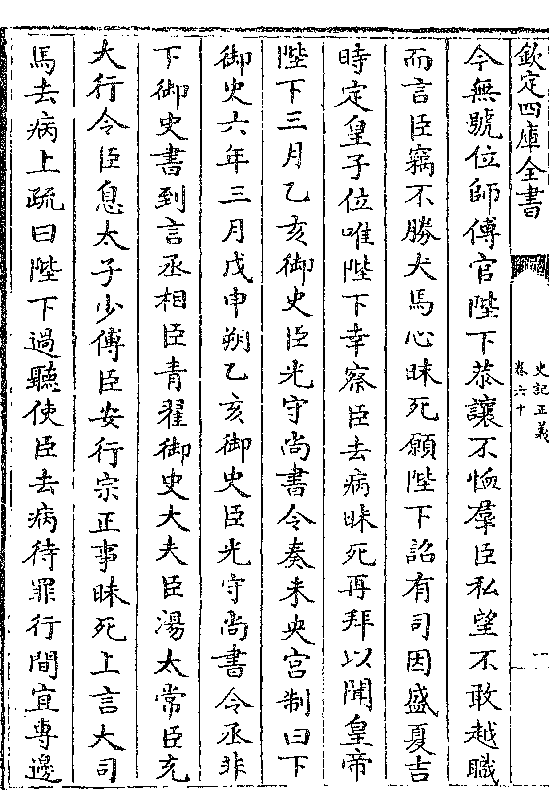 欽定四庫全書
史記正義
卷六十
今無號位師傅官陛下恭讓不恤羣臣私望不敢越職
而言臣竊不勝犬馬心昧死願陛下詔有司因盛夏吉
時定皇子位唯陛下幸察臣去病昧死再拜以聞皇帝
陛下三月乙亥御史臣光守尚書令奏未央宮制曰下
御史六年三月戊申朔乙亥御史臣光守尚書令丞非
下御史書到言丞相臣青翟御史大夫臣湯太常臣充
大行令臣息太子少傅臣安行宗正事昧死上言大司
馬去病上疏曰陛下過聽使臣去病待罪行間宜專邊